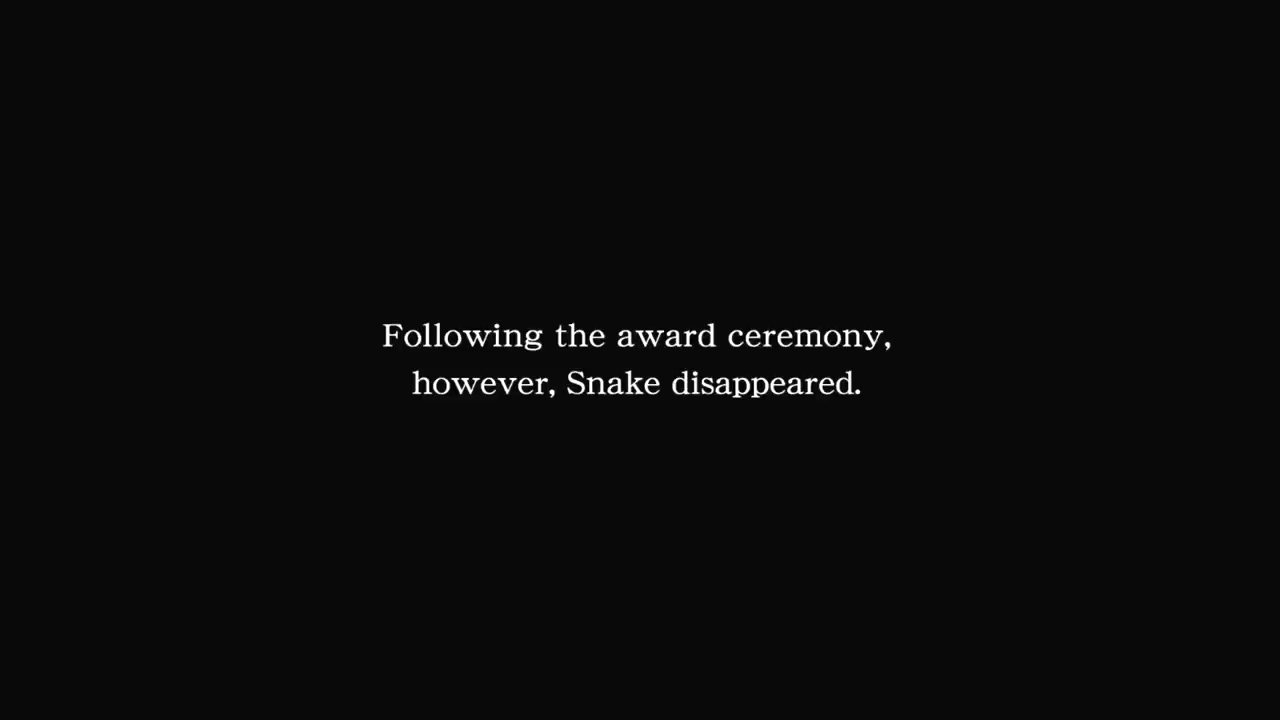 Following the award ceremony,
however, Snake disappeared.